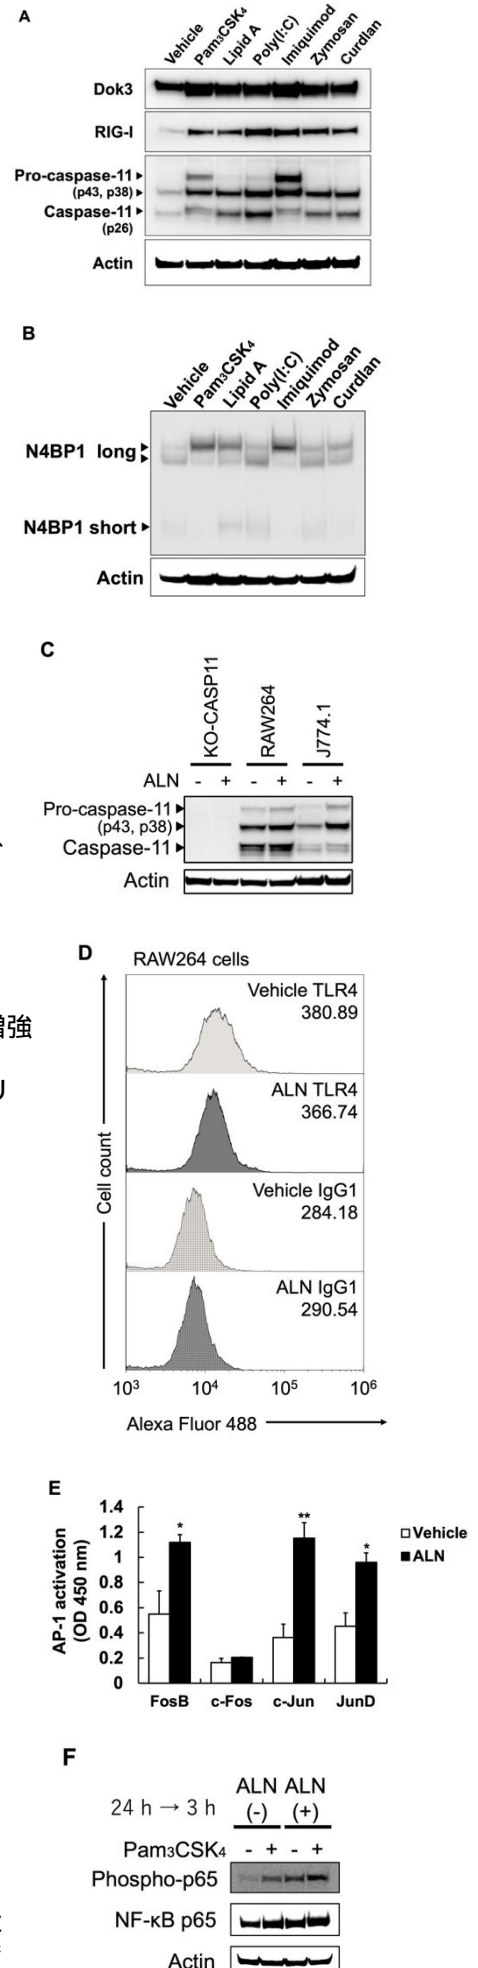 A
Vehicle
Pam₃CSK₄
Lipid A
Poly(I:C)
Imiquimod
Zymosan
Curdlan
Dok3
RIG-I
Pro-caspase-11
(p43, p38)
Caspase-11
(p26)
Actin
B
Vehicle
Pam₃CSK₄
Lipid A
Poly(I:C)
Imiquimod
Zymosan
Curdlan
N4BP1 long
N4BP1 short
Actin
C
KO-CASP11
RAW264
J774.1
ALN - + - + - +
Pro-caspase-11
(p43, p38)
Caspase-11
Actin
D
RAW264 cells
Vehicle TLR4
380.89
ALN TLR4
366.74
増強
Vehicle IgG1
284.18
ALN IgG1
290.54
Cell count
10³ 10⁴ 10⁵ 10⁶
Alexa Fluor 488
E
AP-1 activation
(OD 450 nm)
1.4
1.2
1
0.8
0.6
0.4
0.2
0
* ** *
Vehicle
ALN
FosB c-Fos c-Jun JunD
F
24 h → 3 h
ALN ALN
(-) (+)
Pam₃CSK₄ - + - +
Phospho-p65
NF-κB p65
Actin